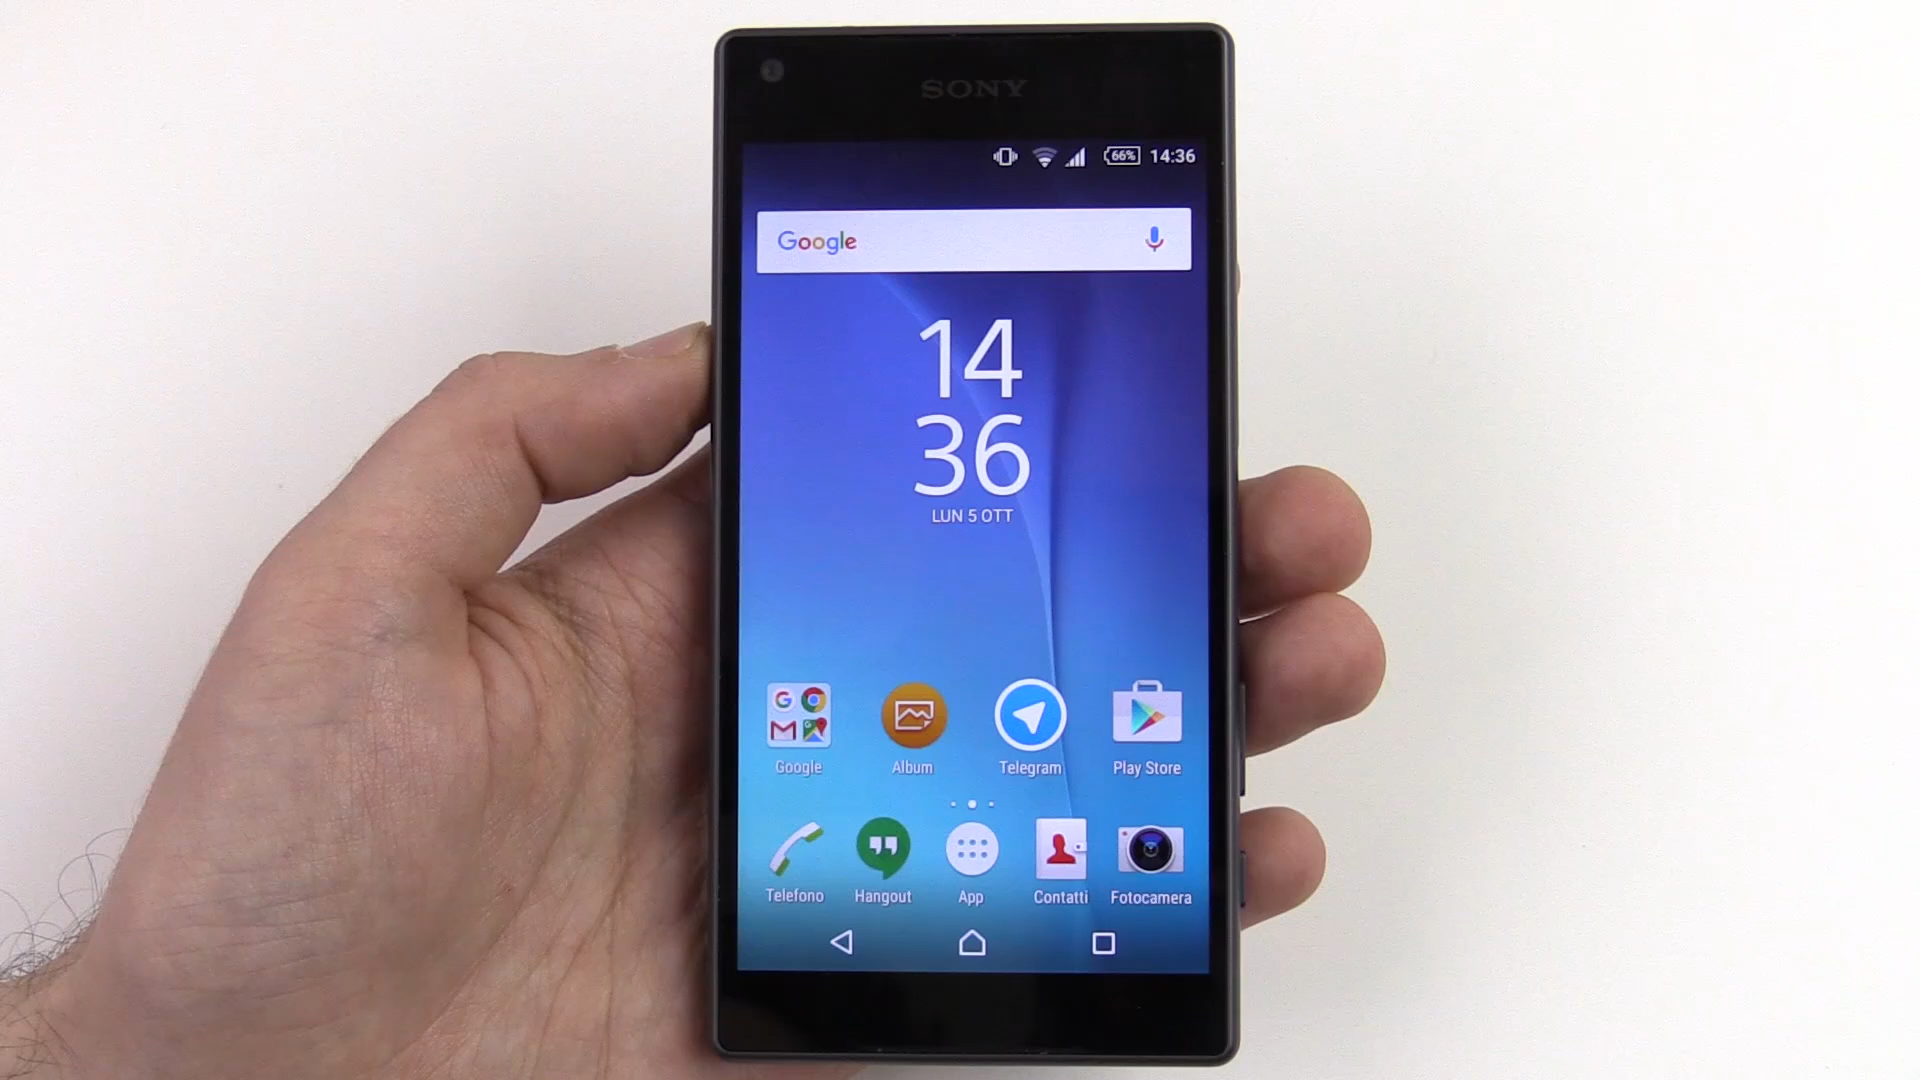 SONY
66% 14:36
Google
14
36
LUN 5 OTT
Google Album Telegram Play Store
Telefono Hangout App Contatti Fotocamera